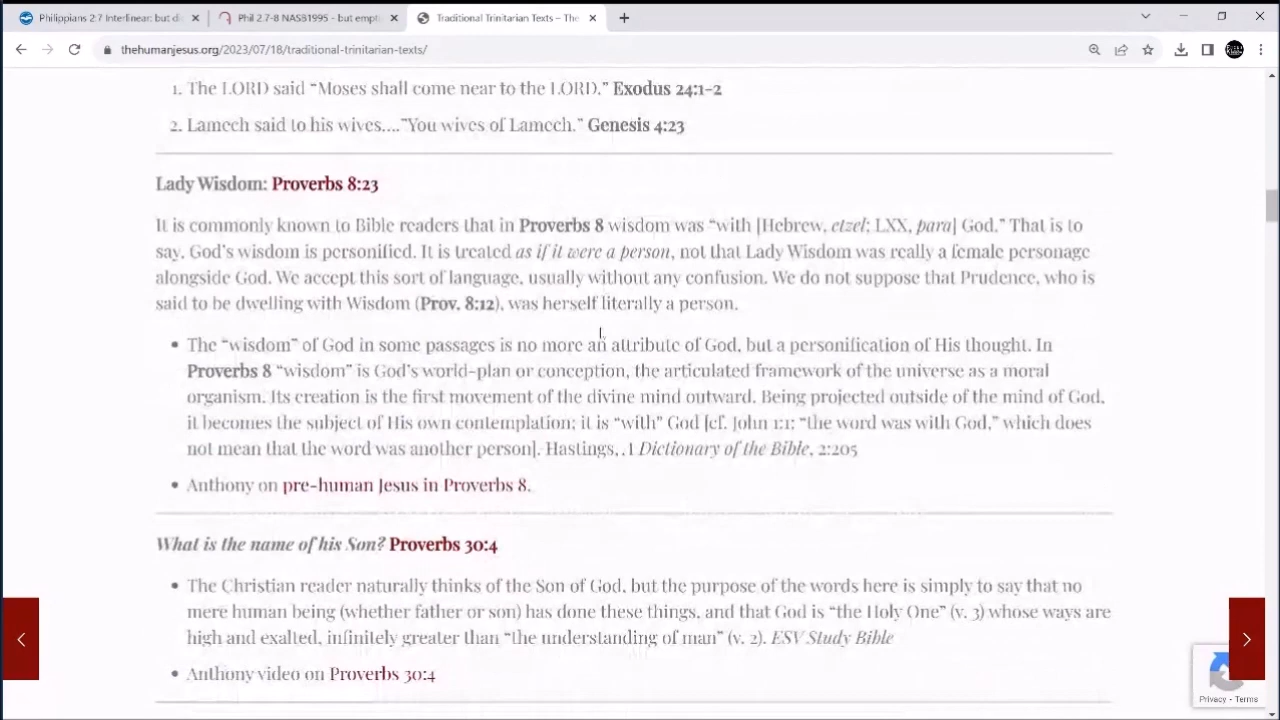 Philippians 2:7 Interlinear: but di
Phil 2.7-8 NASB1995 - but empt
Traditional Trinitarian Texts – The
thehumanjesus.org/2023/07/18/traditional-trinitarian-texts/
1. The LORD said “Moses shall come near to the LORD.” Exodus 24:1-2
2. Lamech said to his wives....”You wives of Lamech.” Genesis 4:23
Lady Wisdom: Proverbs 8:23
It is commonly known to Bible readers that in Proverbs 8 wisdom was “with [Hebrew, etzel; LXX, para] God.” That is to
say, God’s wisdom is personified. It is treated as if it were a person, not that Lady Wisdom was really a female personage
alongside God. We accept this sort of language, usually without any confusion. We do not suppose that Prudence, who is
said to be dwelling with Wisdom (Prov. 8:12), was herself literally a person.
• The “wisdom” of God in some passages is no more an attribute of God, but a personification of His thought. In
Proverbs 8 “wisdom” is God’s world-plan or conception, the articulated framework of the universe as a moral
organism. Its creation is the first movement of the divine mind outward. Being projected outside of the mind of God,
it becomes the subject of His own contemplation; it is “with” God [cf. John 1:1; “the word was with God,” which does
not mean that the word was another person]. Hastings, A Dictionary of the Bible, 2:205
• Anthony on pre-human Jesus in Proverbs 8.
What is the name of his Son? Proverbs 30:4
• The Christian reader naturally thinks of the Son of God, but the purpose of the words here is simply to say that no
mere human being (whether father or son) has done these things, and that God is “the Holy One” (v. 3) whose ways are
high and exalted, infinitely greater than “the understanding of man” (v. 2). ESV Study Bible
• Anthony video on Proverbs 30:4
Privacy - Terms